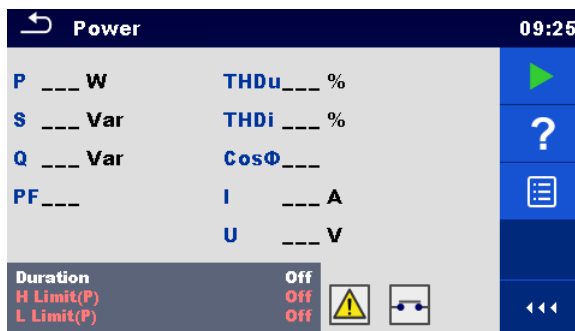 Power 09:25
P ___ W THDu___ %
S ___ Var THDi ___ %
Q ___ Var CosΦ___
PF___ I ___ A
U ___ V
Duration Off
H Limit(P) Off
L Limit(P) Off
?